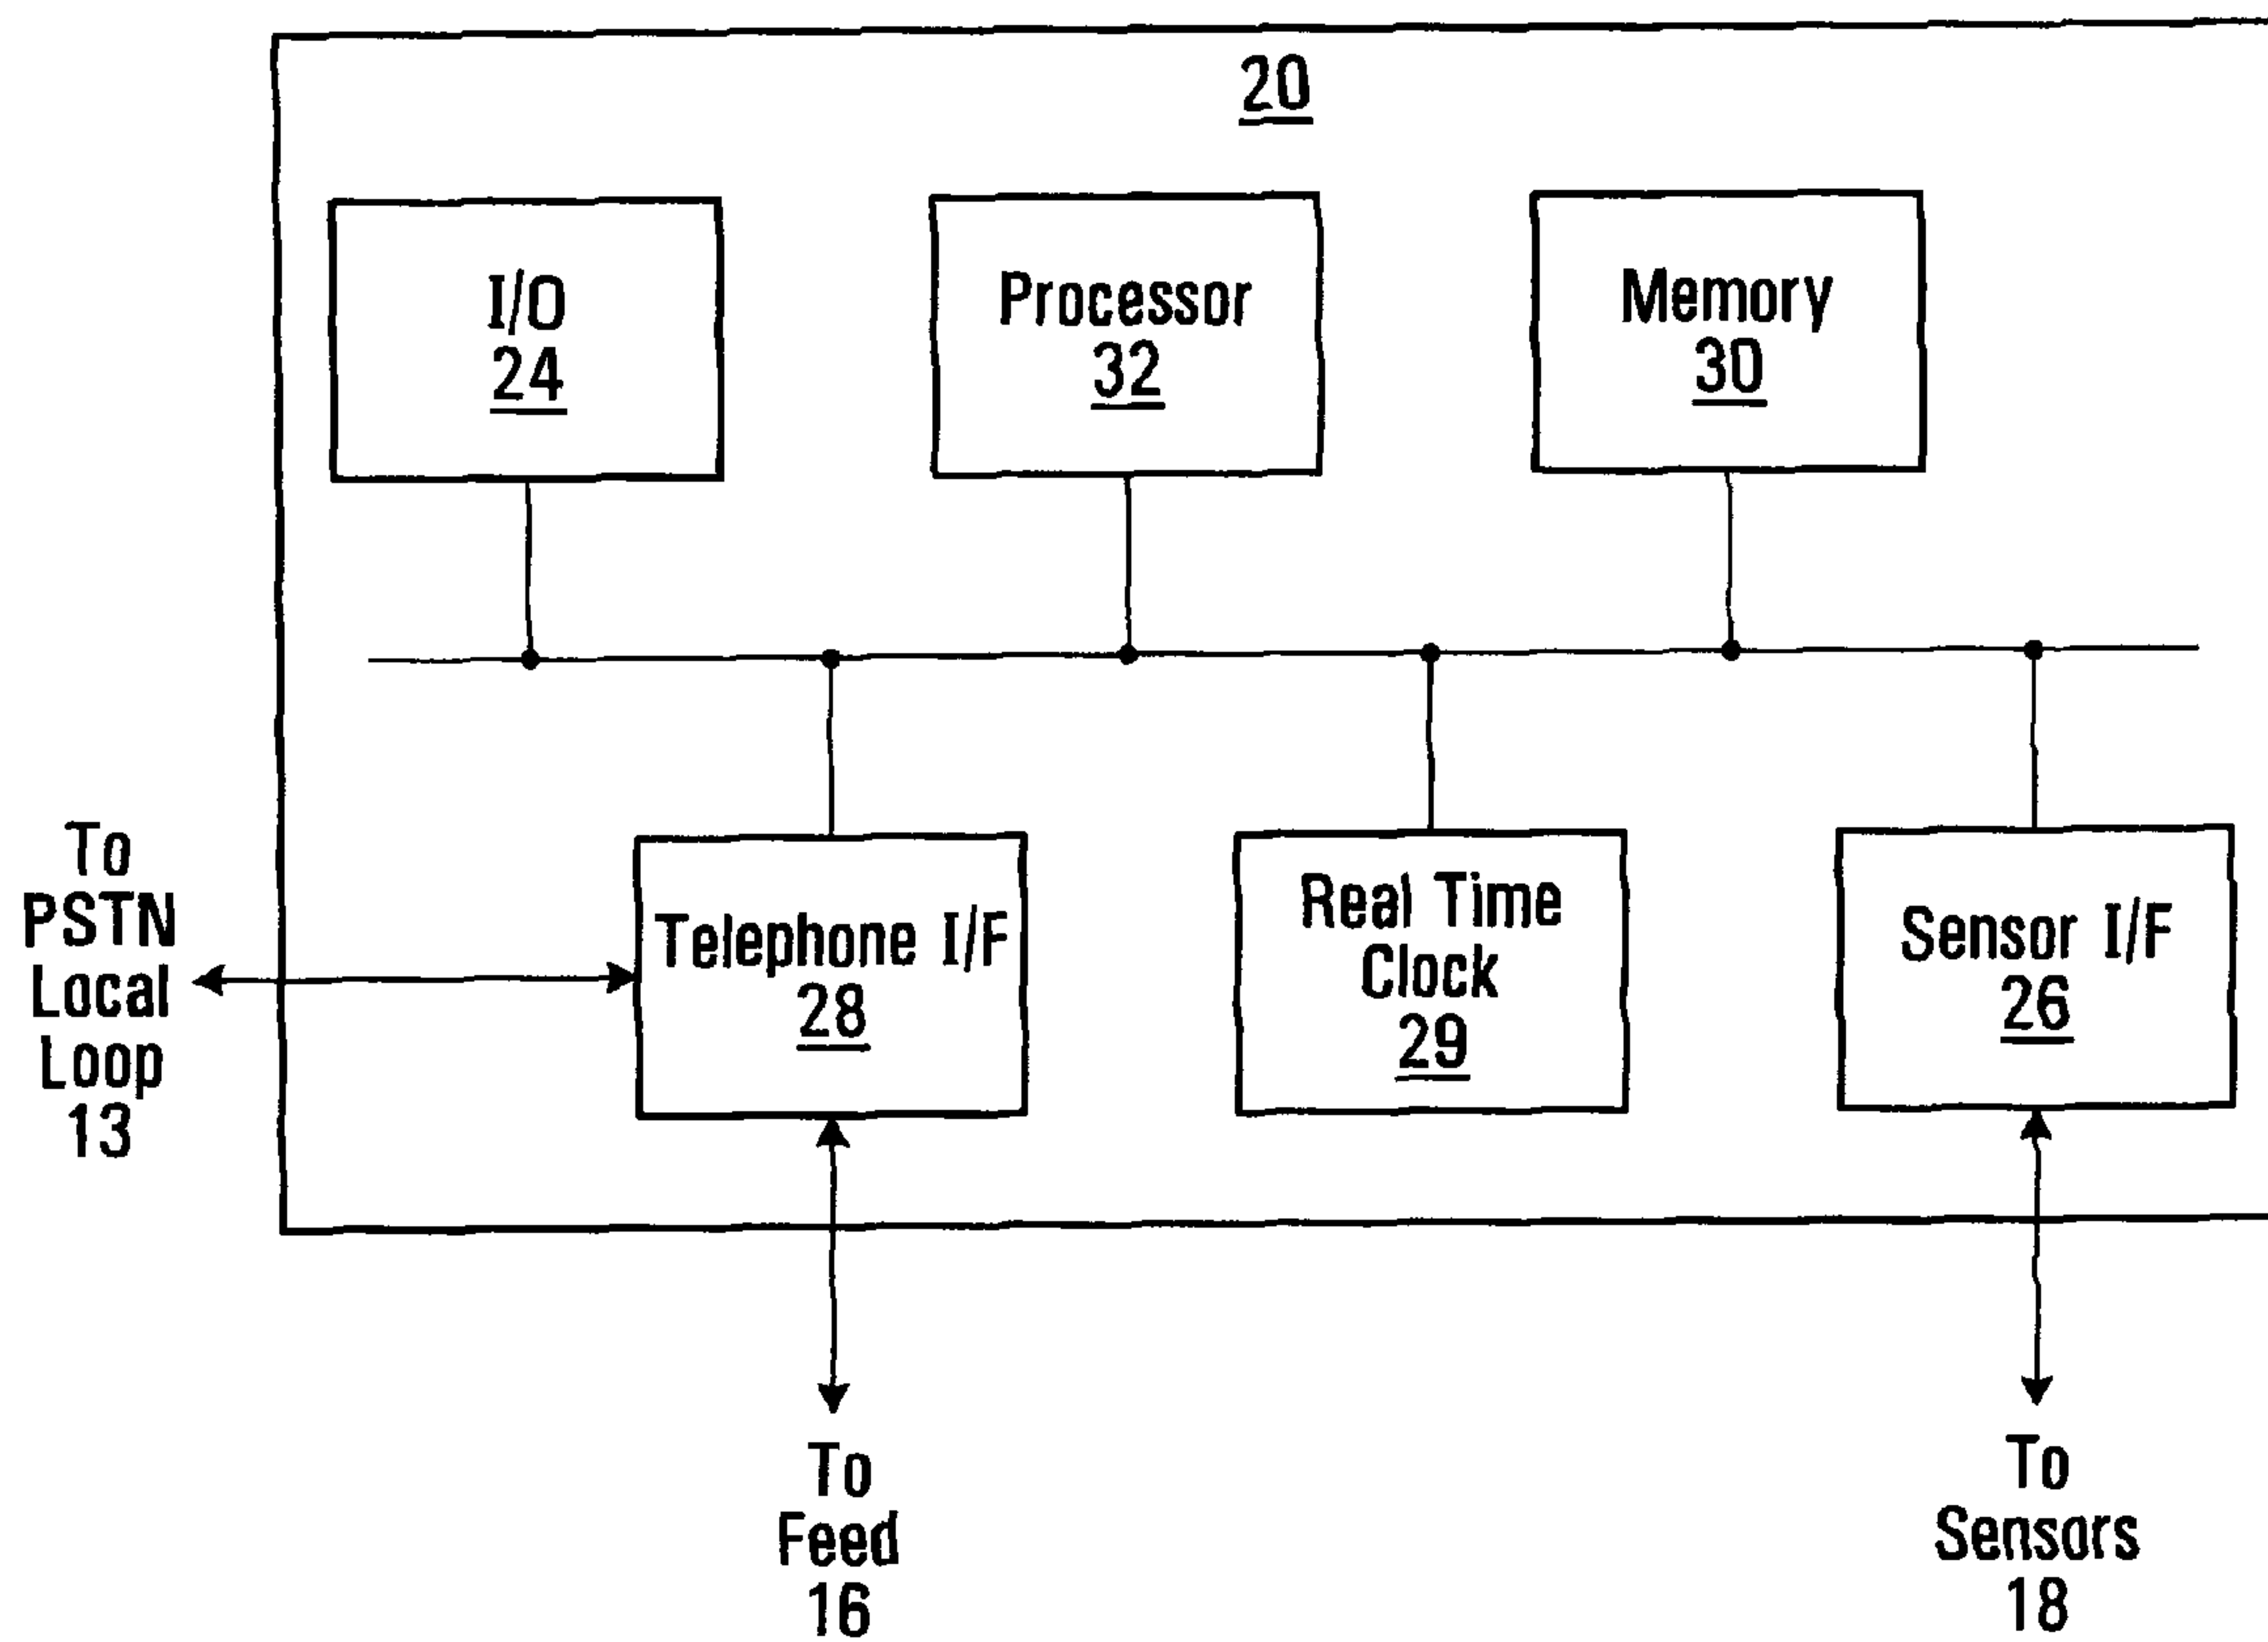 20
I/O
24
Processor
32
Memory
30
To
PSTN
Local
Loop
13
Telephone I/F
28
Real Time
Clock
29
Sensor I/F
26
To
Feed
16
To
Sensors
18